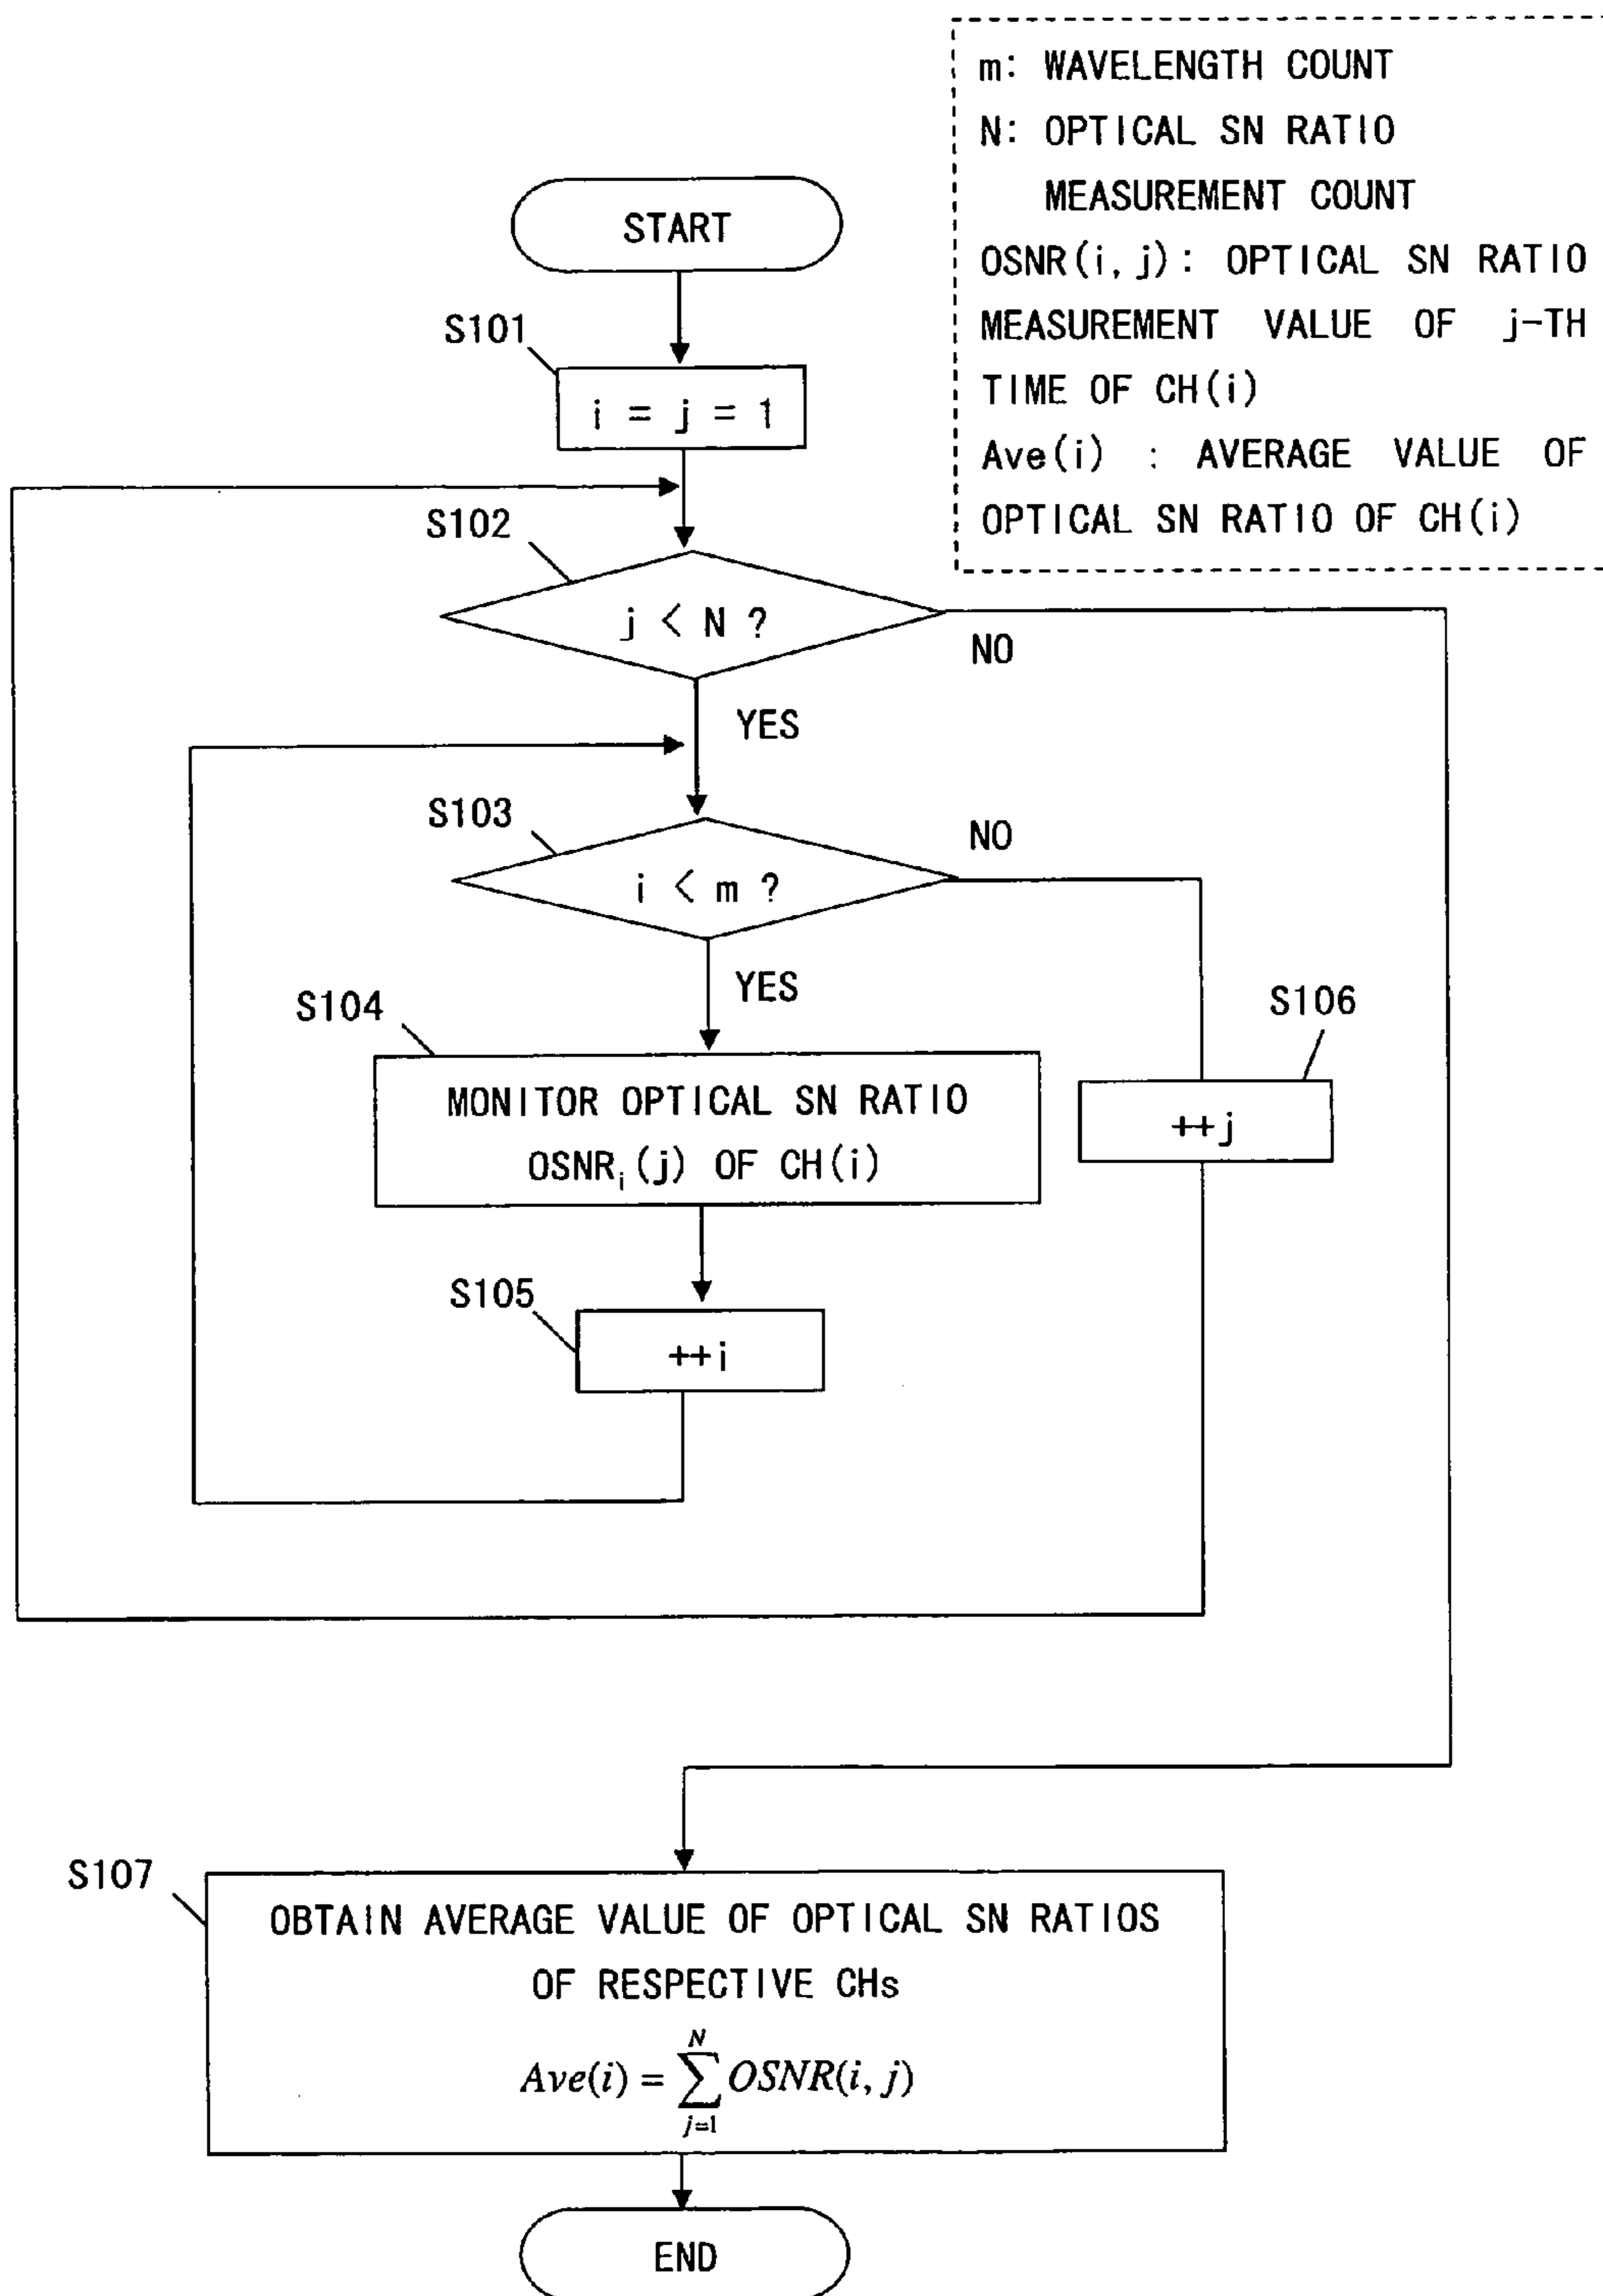 m: WAVELENGTH COUNT
N: OPTICAL SN RATIO
MEASUREMENT COUNT
OSNR(i,j): OPTICAL SN RATIO
MEASUREMENT VALUE OF j-TH
TIME OF CH(i)
Ave(i) : AVERAGE VALUE OF
OPTICAL SN RATIO OF CH(i)
START
S101
i = j = 1
S102
j < N ?
NO
YES
S103
NO
i < m ?
YES
S104
S106
MONITOR OPTICAL SN RATIO
OSNRᵢ(j) OF CH(i)
++j
S105
++i
S107
OBTAIN AVERAGE VALUE OF OPTICAL SN RATIOS
OF RESPECTIVE CHs
N
Ave(i) = ∑ OSNR(i, j)
j=1
END